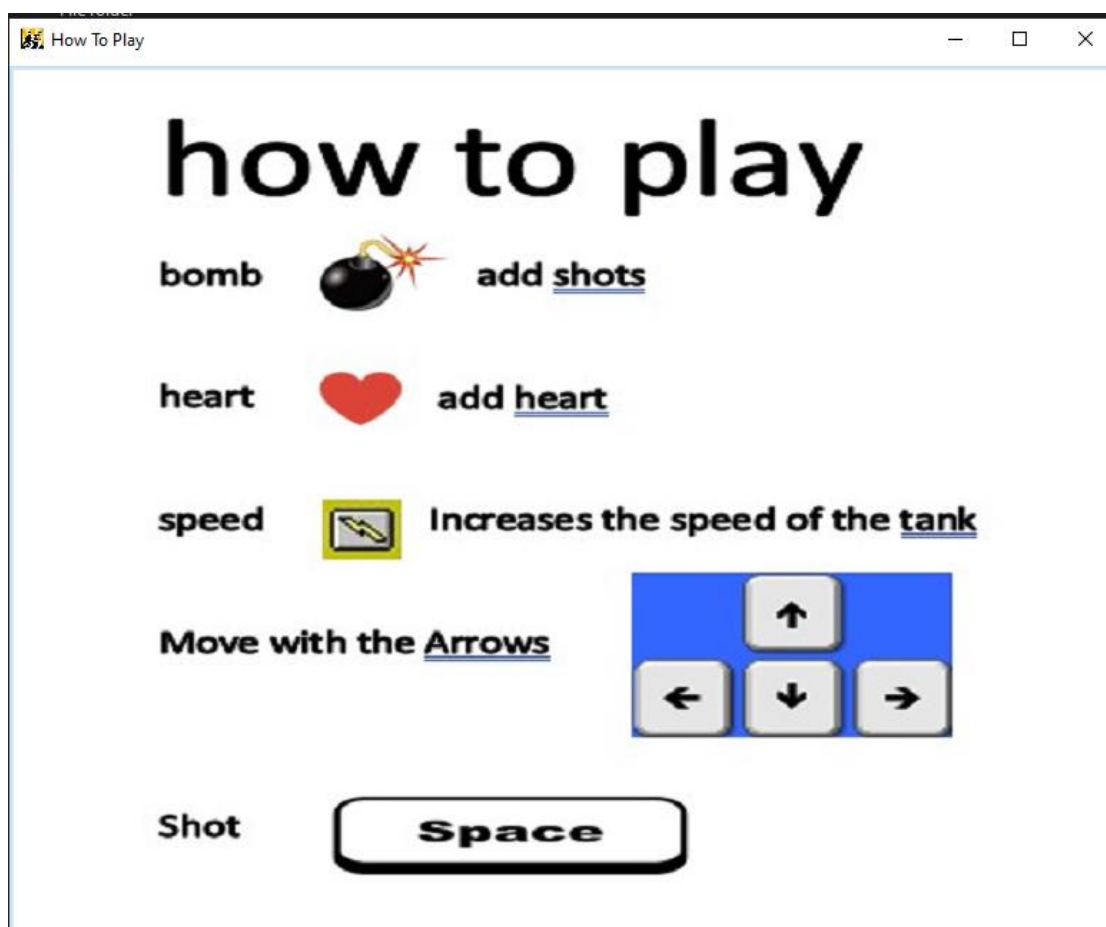 How To Play
how to play
bomb add shots
heart add heart
speed Increases the speed of the tank
Move with the Arrows
Shot Space